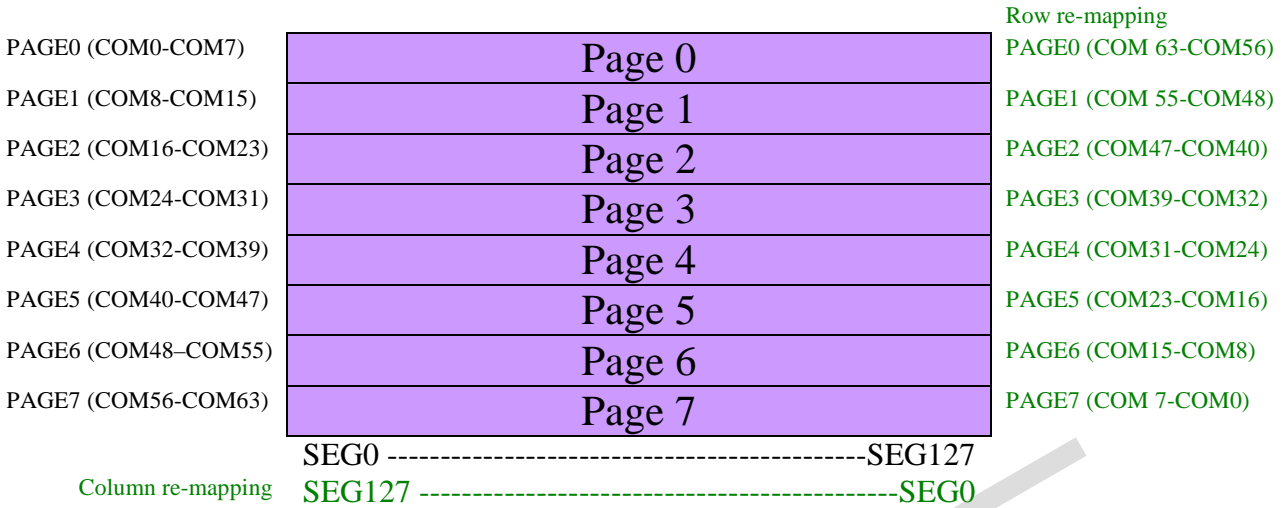 Row re-mapping
PAGE0 (COM0-COM7) Page 0 PAGE0 (COM 63-COM56)
PAGE1 (COM8-COM15) Page 1 PAGE1 (COM 55-COM48)
PAGE2 (COM16-COM23) Page 2 PAGE2 (COM47-COM40)
PAGE3 (COM24-COM31) Page 3 PAGE3 (COM39-COM32)
PAGE4 (COM32-COM39) Page 4 PAGE4 (COM31-COM24)
PAGE5 (COM40-COM47) Page 5 PAGE5 (COM23-COM16)
PAGE6 (COM48–COM55) Page 6 PAGE6 (COM15-COM8)
PAGE7 (COM56-COM63) Page 7 PAGE7 (COM 7-COM0)
SEG0 ---------------------------------------------SEG127
Column re-mapping SEG127 ---------------------------------------------SEG0